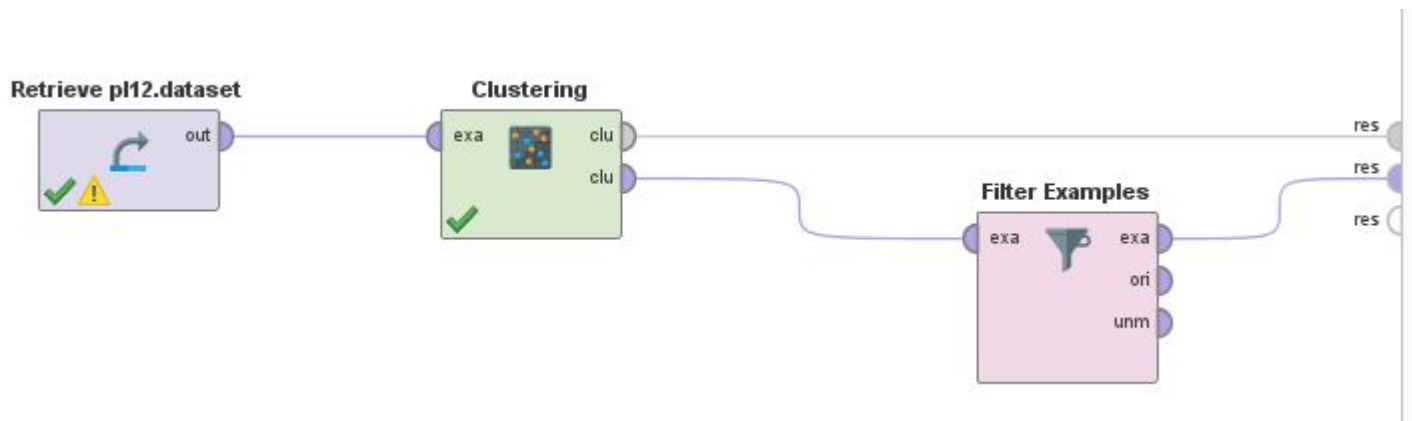 Retrieve pl12.dataset
out
Clustering
exa
clu
clu
Filter Examples
exa
exa
ori
unm
res
res
res